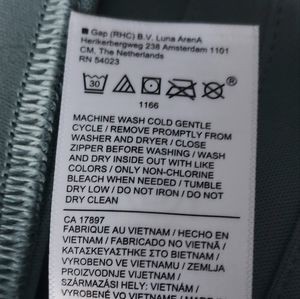 Gap (RHC) B.V. Luna ArenA
Herikerbergweg 238 Amsterdam 1101
CM, The Netherlands
RN 54023
30
1166
MACHINE WASH COLD GENTLE
CYCLE / REMOVE PROMPTLY FROM
WASHER AND DRYER / CLOSE
ZIPPER BEFORE WASHING / WASH
AND DRY INSIDE OUT WITH LIKE
COLORS / ONLY NON-CHLORINE
BLEACH WHEN NEEDED / TUMBLE
DRY LOW / DO NOT IRON / DO NOT
DRY CLEAN
CA 17897
FABRIQUE AU VIETNAM / HECHO EN
VIETNAM / FABRICADO NO VIETNÃ /
ΚΑΤΑΣΚΕΥΑΣΤΗΚΕ ΣΤΟ ΒΙΕΤΝΑΜ /
VYROBENO VE VIETNAMU / ZEMLJA
PROIZVODNJE VIJETNAM /
SZÁRMAZÁSI HELY: VIETNÁM /
VYROBENÉ VO VIETNAME /